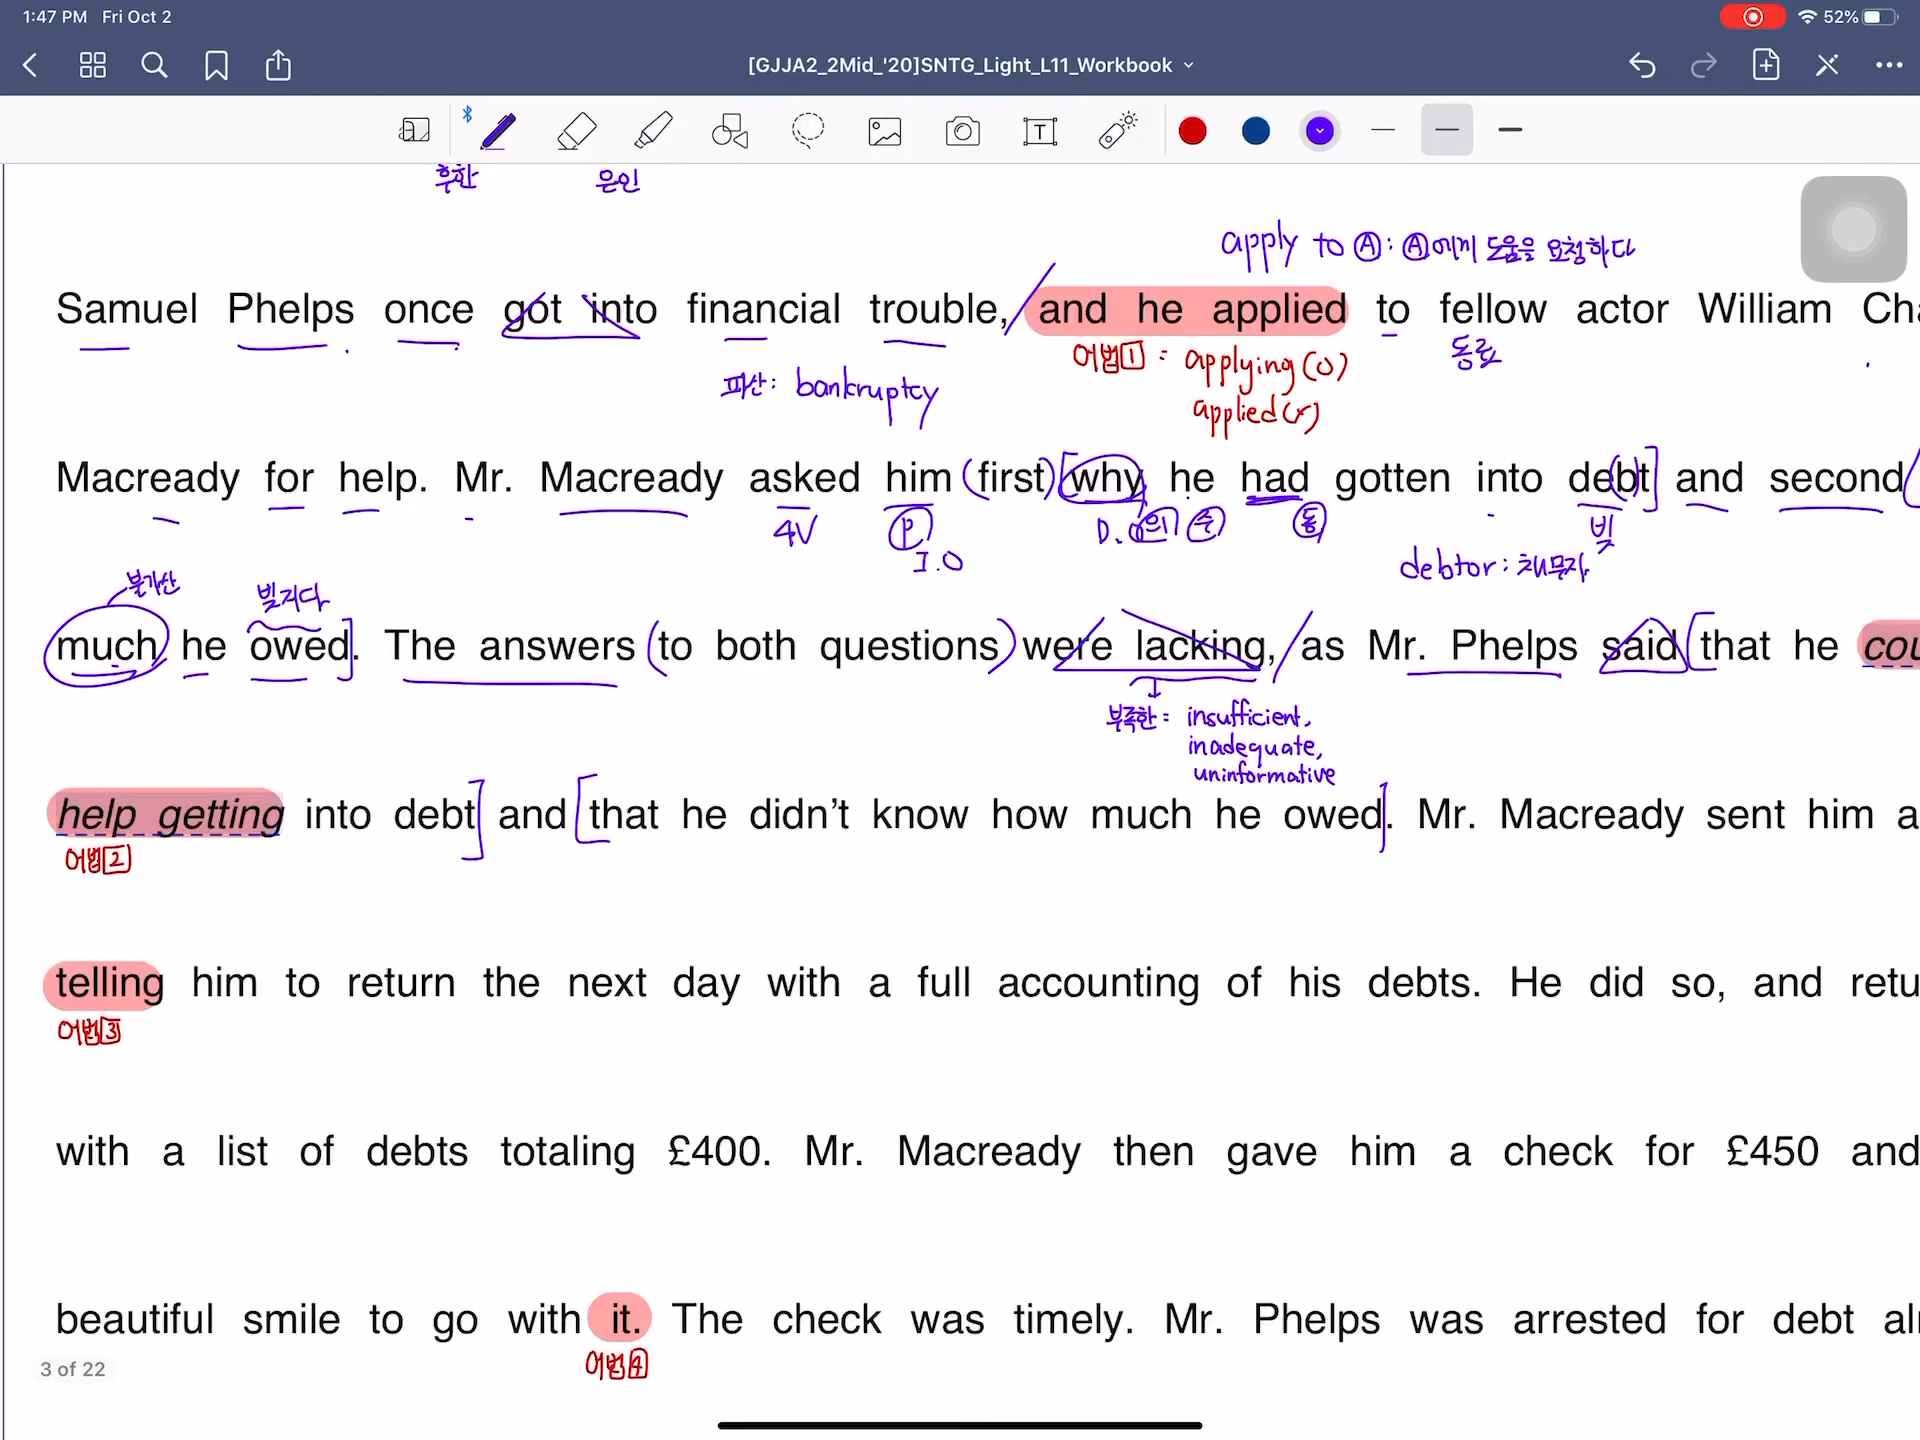 1:47 PM Fri Oct 2
52%
[GJJA2_2Mid_'20]SNTG_Light_L11_Workbook
후한 은인
apply to Ⓐ: Ⓐ에게 도움을 요청하다
Samuel Phelps once got into financial trouble, and he applied to fellow actor William Cha
어법1 : applying(o)
동료
파산: bankruptcy
applied(x)
Macready for help. Mr. Macready asked him (first) [why he had gotten into debt] and second
4V P D.O 의 주 동 빚
I.O
debtor: 채무자
불가산 빚지다
much he owed]. The answers (to both questions) were lacking, / as Mr. Phelps said [that he cou
부족한 = insufficient,
inadequate,
uninformative
help getting into debt] and [that he didn’t know how much he owed]. Mr. Macready sent him a
어법2
telling him to return the next day with a full accounting of his debts. He did so, and retu
어법3
with a list of debts totaling £400. Mr. Macready then gave him a check for £450 and
beautiful smile to go with it. The check was timely. Mr. Phelps was arrested for debt
어법4
3 of 22